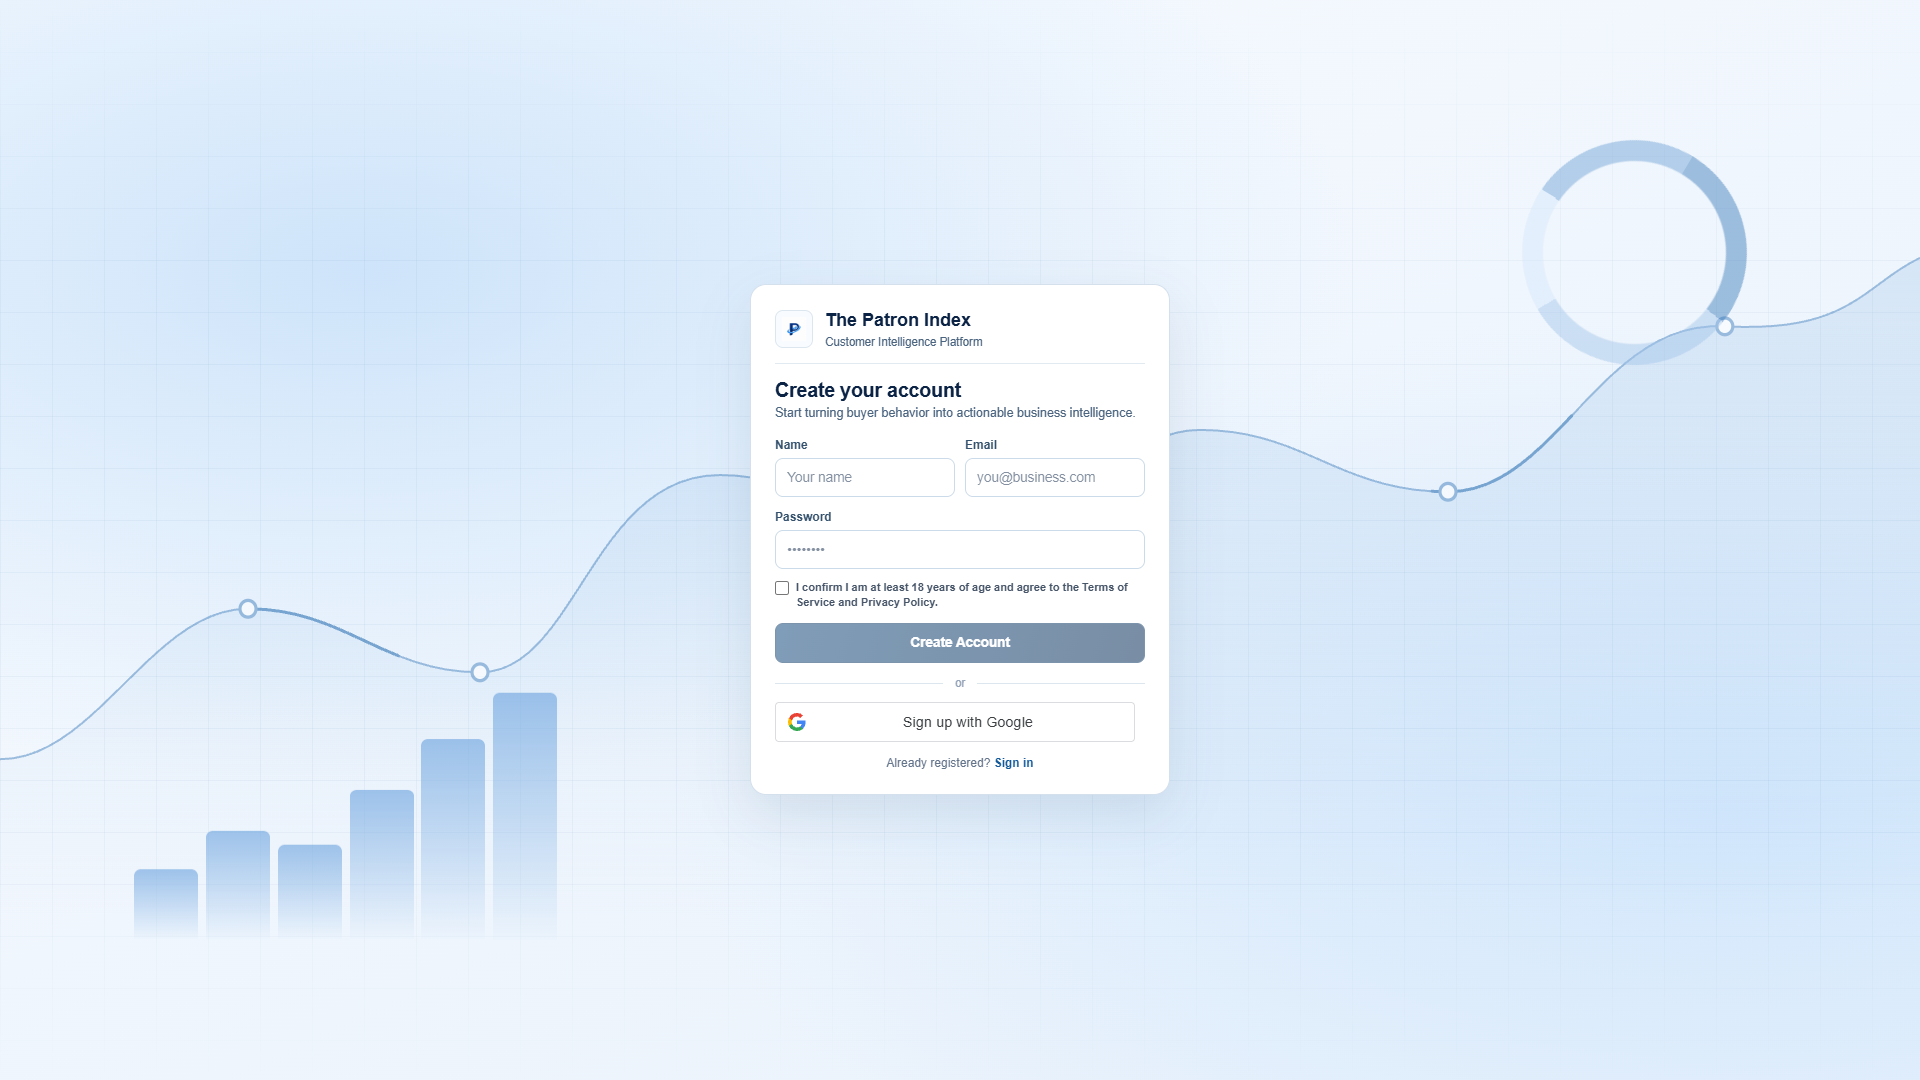 The Patron Index
Customer Intelligence Platform
Create your account
Start turning buyer behavior into actionable business intelligence.
Name
Email
Your name
you@business.com
Password
••••••••
I confirm I am at least 18 years of age and agree to the Terms of
Service and Privacy Policy.
Create Account
or
Sign up with Google
Already registered? Sign in